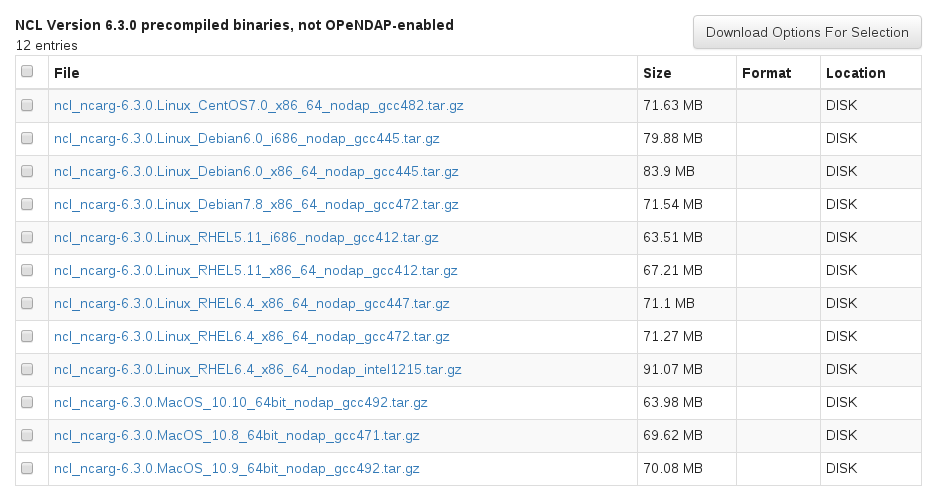 NCL Version 6.3.0 precompiled binaries, not OPeNDAP-enabled
12 entries
Download Options For Selection
File Size Format Location
ncl_ncarg-6.3.0.Linux_CentOS7.0_x86_64_nodap_gcc482.tar.gz 71.63 MB DISK
ncl_ncarg-6.3.0.Linux_Debian6.0_i686_nodap_gcc445.tar.gz 79.88 MB DISK
ncl_ncarg-6.3.0.Linux_Debian6.0_x86_64_nodap_gcc445.tar.gz 83.9 MB DISK
ncl_ncarg-6.3.0.Linux_Debian7.8_x86_64_nodap_gcc472.tar.gz 71.54 MB DISK
ncl_ncarg-6.3.0.Linux_RHEL5.11_i686_nodap_gcc412.tar.gz 63.51 MB DISK
ncl_ncarg-6.3.0.Linux_RHEL5.11_x86_64_nodap_gcc412.tar.gz 67.21 MB DISK
ncl_ncarg-6.3.0.Linux_RHEL6.4_x86_64_nodap_gcc447.tar.gz 71.1 MB DISK
ncl_ncarg-6.3.0.Linux_RHEL6.4_x86_64_nodap_gcc472.tar.gz 71.27 MB DISK
ncl_ncarg-6.3.0.Linux_RHEL6.4_x86_64_nodap_intel1215.tar.gz 91.07 MB DISK
ncl_ncarg-6.3.0.MacOS_10.10_64bit_nodap_gcc492.tar.gz 63.98 MB DISK
ncl_ncarg-6.3.0.MacOS_10.8_64bit_nodap_gcc471.tar.gz 69.62 MB DISK
ncl_ncarg-6.3.0.MacOS_10.9_64bit_nodap_gcc492.tar.gz 70.08 MB DISK